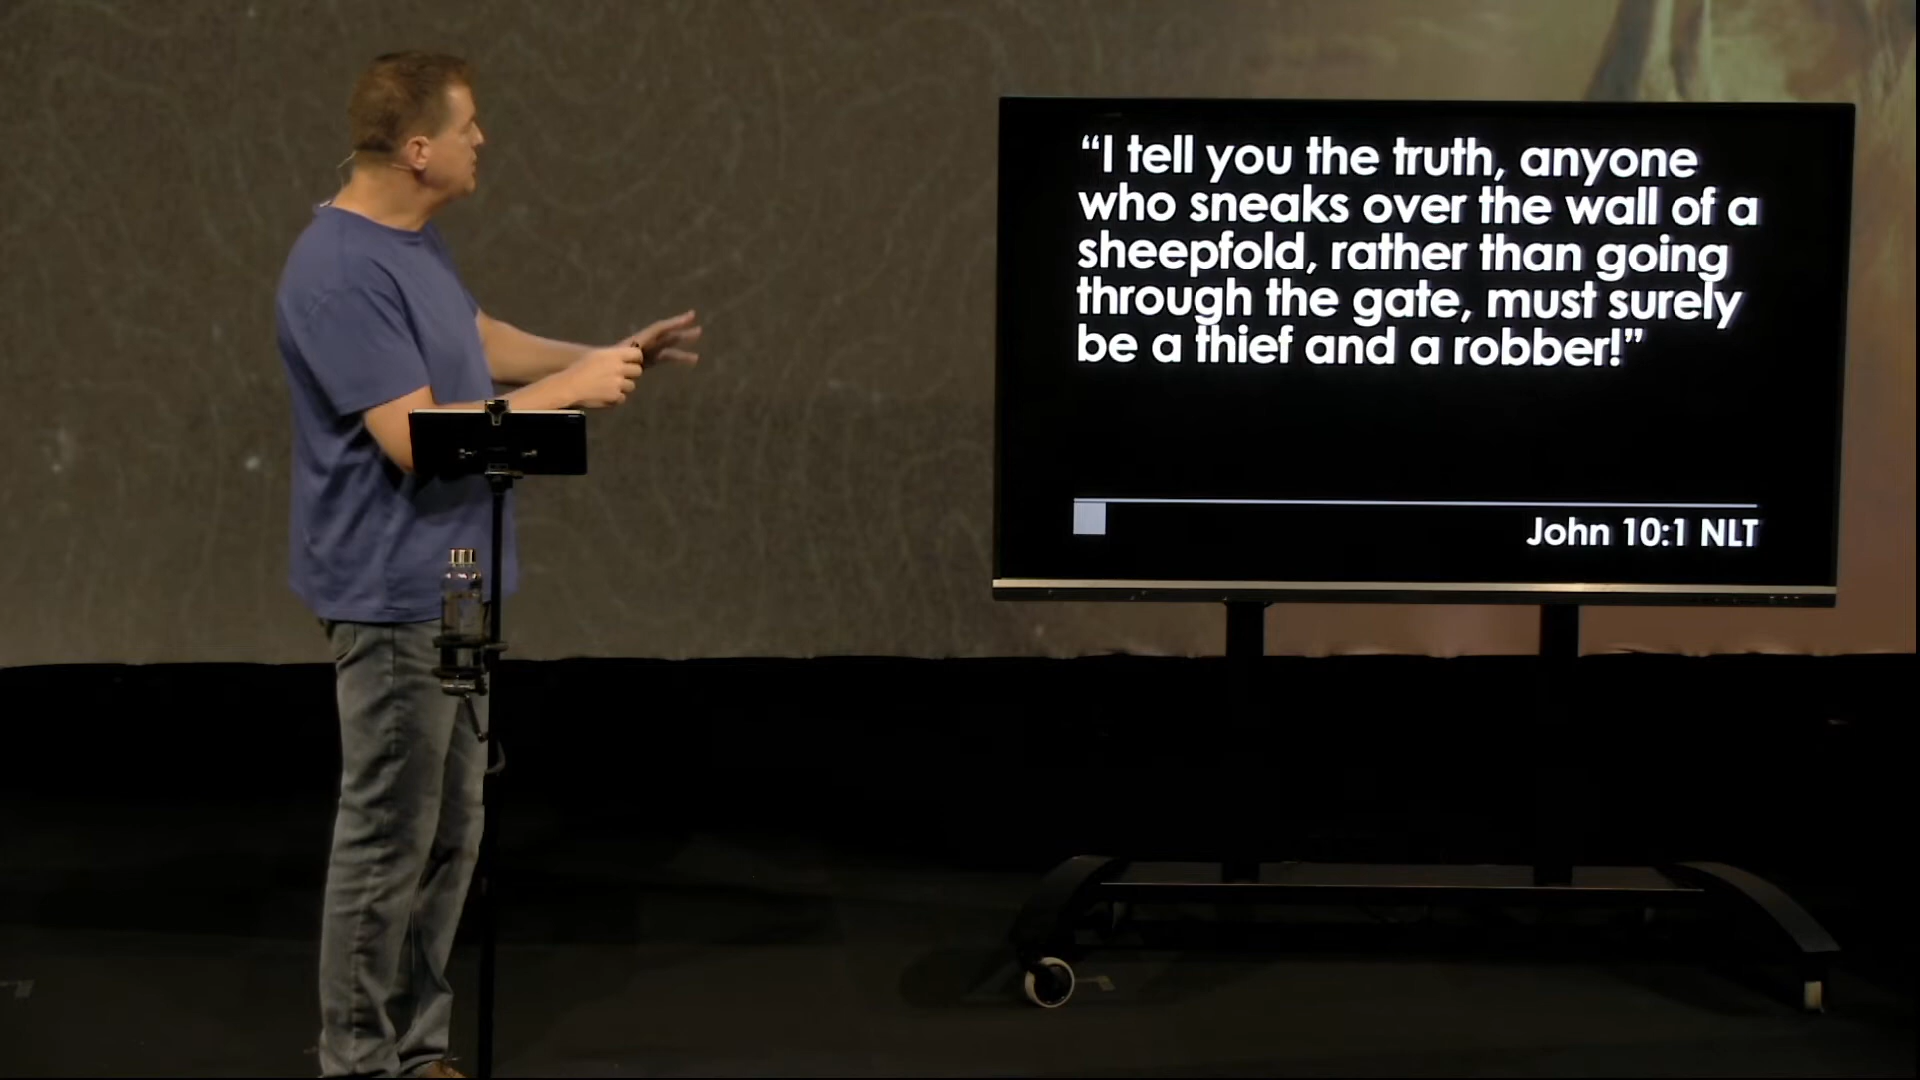 “I tell you the truth, anyone
who sneaks over the wall of a
sheepfold, rather than going
through the gate, must surely
be a thief and a robber!”
John 10:1 NLT